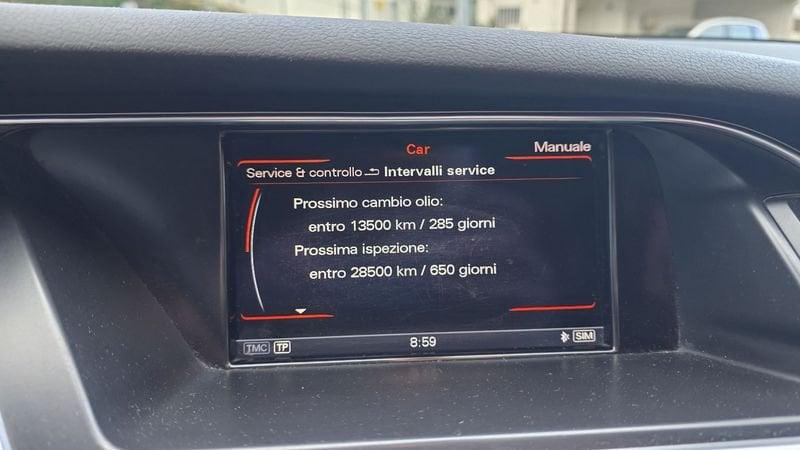 Car
Manuale
Service & controllo Intervalli service
Prossimo cambio olio:
entro 13500 km / 285 giorni
Prossima ispezione:
entro 28500 km / 650 giorni
TMC TP 8:59 SIM